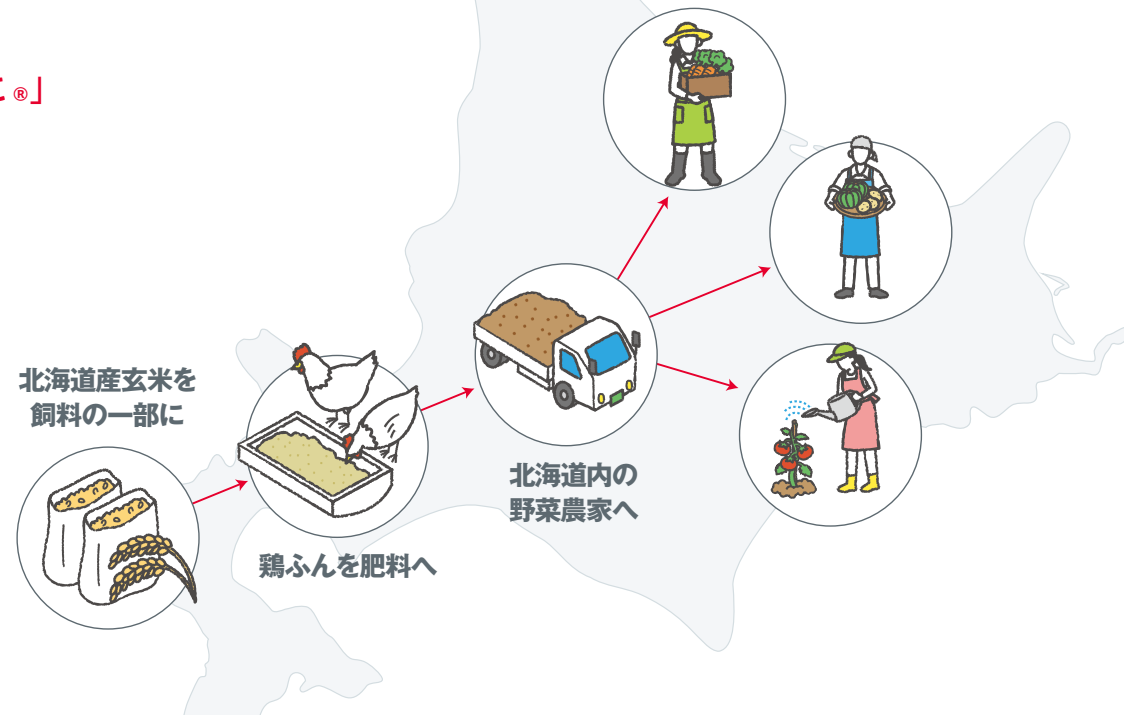 ®」
北海道産玄米を
飼料の一部に
鶏ふんを肥料へ
北海道内の
野菜農家へ